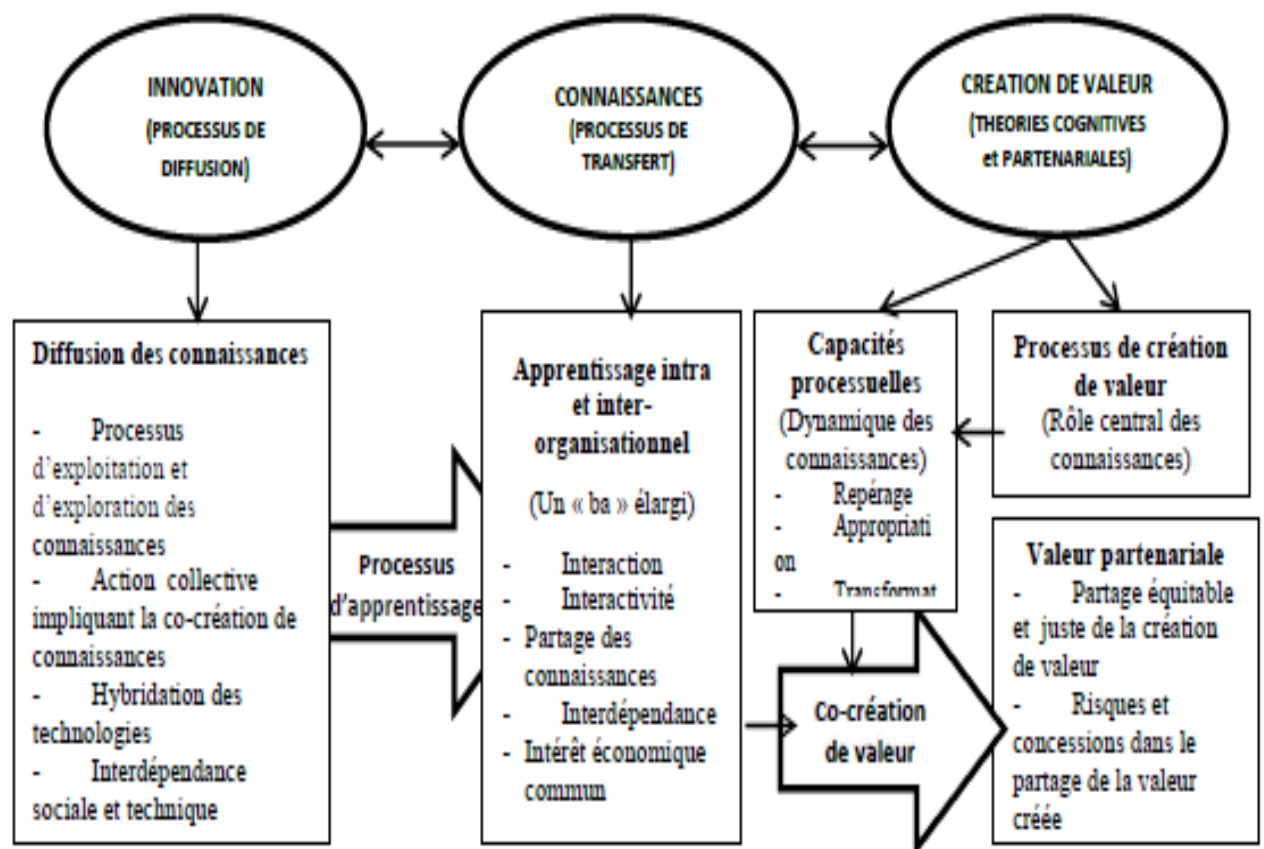 INNOVATION
(PROCESSUS DE
DIFFUSION)
CONNAISSANCES
(PROCESSUS DE
TRANSFERT)
CREATION DE VALEUR
(THEORIES COGNITIVES
et PARTENARIALES)
Diffusion des connaissances
- Processus
d’exploitation et
d’exploration des
connaissances
- Action collective
impliquant la co-création de
connaissances
- Hybridation des
technologies
- Interdépendance
sociale et technique
Processus
d’apprentissage
Apprentissage intra
et inter-
organisationnel
(Un « ba » élargi)
- Interaction
- Interactivité
- Partage des
connaissances
- Interdépendance
- Intérêt économique
commun
Capacités
processuelles
(Dynamique des
connaissances)
- Repérage
- Appropriati
on
- Transformat
Processus de création
de valeur
(Rôle central des
connaissances)
Co-création
de valeur
Valeur partenariale
- Partage équitable
et juste de la création
de valeur
- Risques et
concessions dans le
partage de la valeur
créée